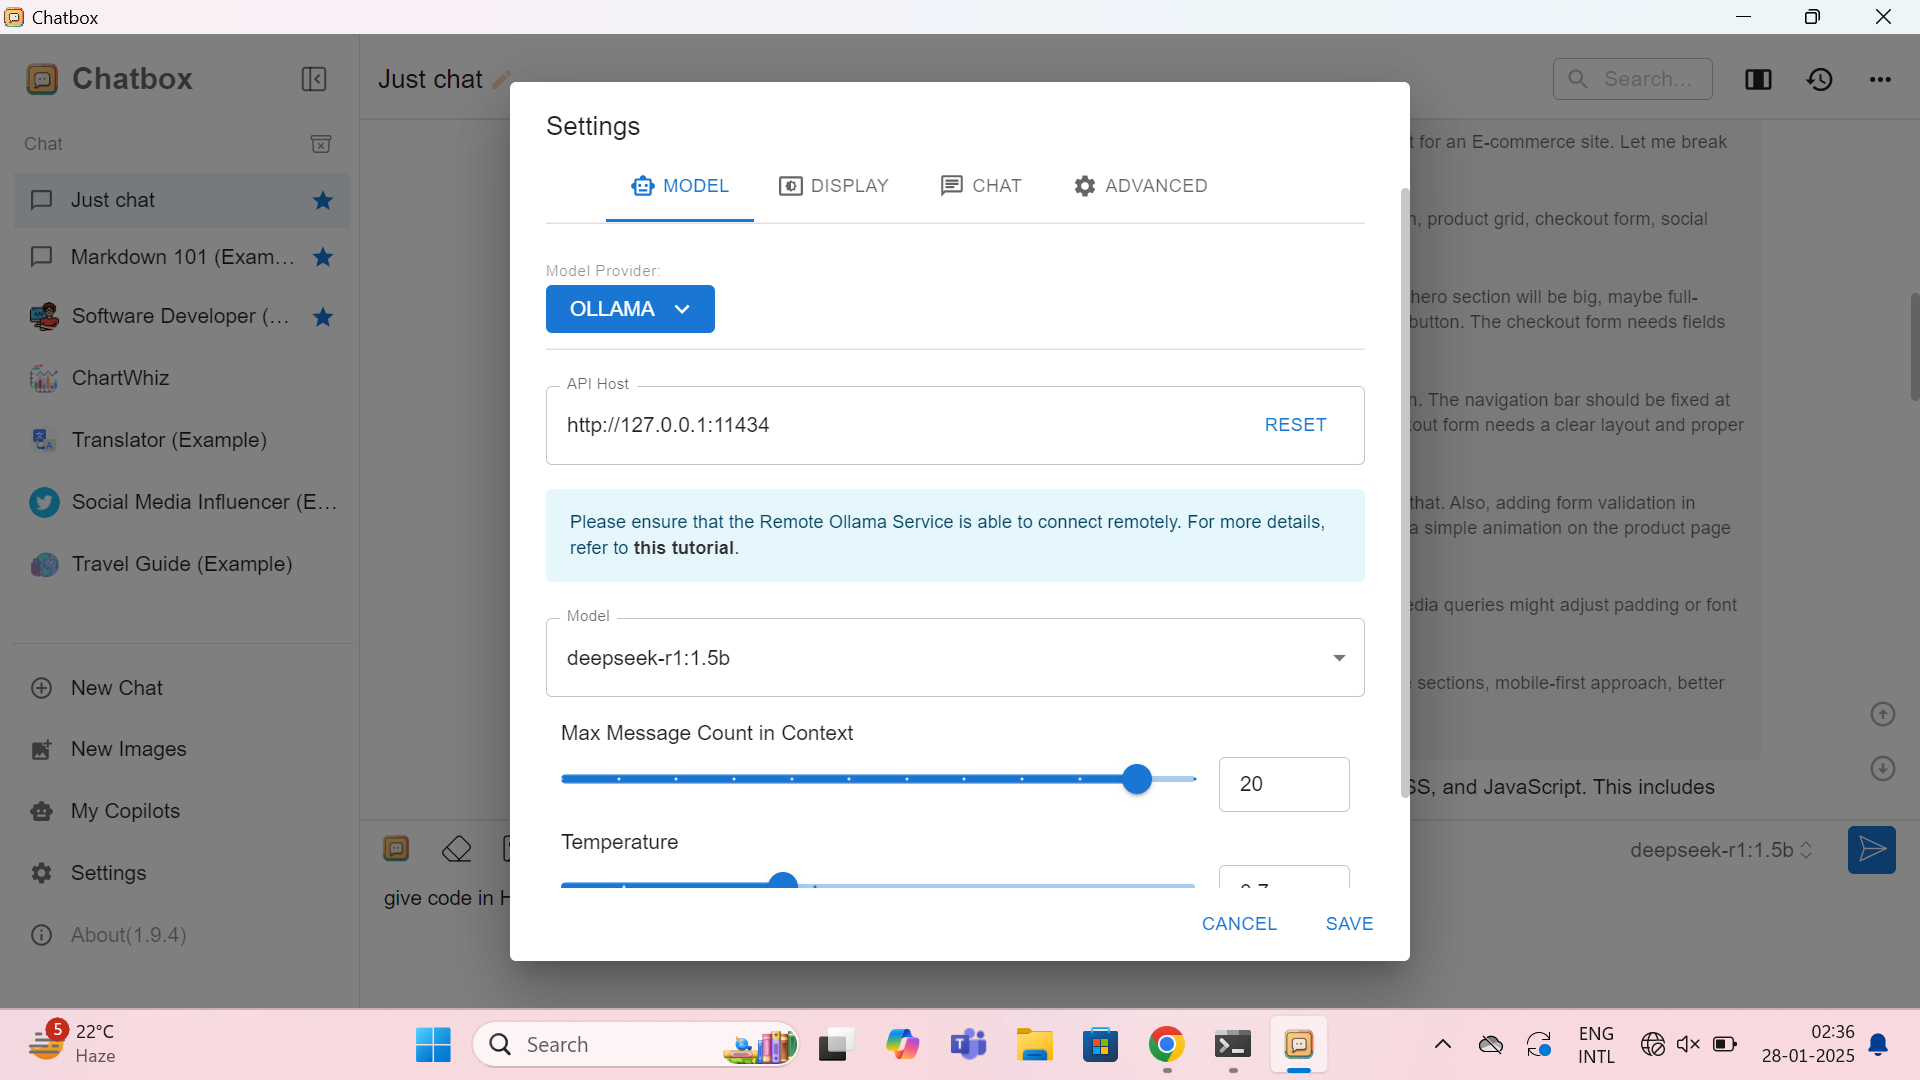 Chatbox
Chatbox
Just chat
Search...
Chat
Just chat
Markdown 101 (Exam...
Software Developer (...
ChartWhiz
Translator (Example)
Social Media Influencer (E...
Travel Guide (Example)
New Chat
New Images
My Copilots
Settings
About(1.9.4)
Settings
MODEL
DISPLAY
CHAT
ADVANCED
Model Provider:
OLLAMA
API Host
http://127.0.0.1:11434
RESET
Please ensure that the Remote Ollama Service is able to connect remotely. For more details,
refer to this tutorial.
Model
deepseek-r1:1.5b
Max Message Count in Context
20
Temperature
CANCEL
SAVE
for an E-commerce site. Let me break
, product grid, checkout form, social
hero section will be big, maybe full-
button. The checkout form needs fields
. The navigation bar should be fixed at
out form needs a clear layout and proper
that. Also, adding form validation in
a simple animation on the product page
dia queries might adjust padding or font
sections, mobile-first approach, better
SS, and JavaScript. This includes
give code in H
deepseek-r1:1.5b
5
22°C
Haze
Search
ENG
INTL
02:36
28-01-2025